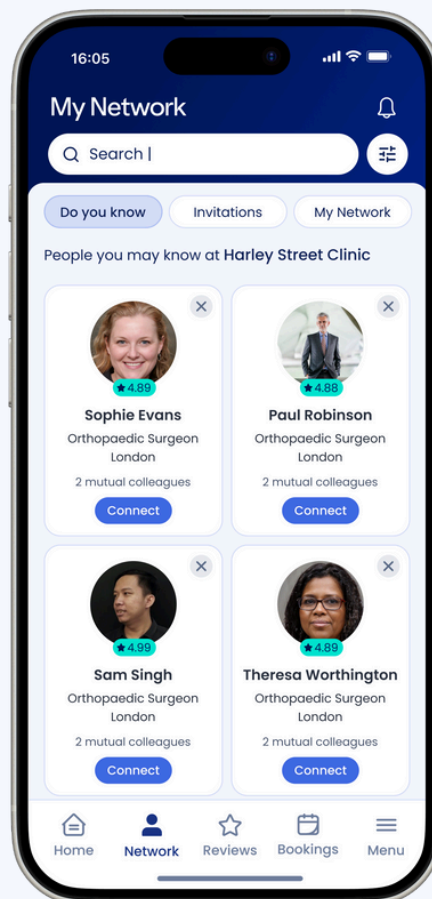 16:05
My Network
Search |
Do you know
Invitations
My Network
People you may know at Harley Street Clinic
★4.89
Sophie Evans
Orthopaedic Surgeon
London
2 mutual colleagues
Connect
★4.88
Paul Robinson
Orthopaedic Surgeon
London
2 mutual colleagues
Connect
★4.99
Sam Singh
Orthopaedic Surgeon
London
2 mutual colleagues
Connect
★4.89
Theresa Worthington
Orthopaedic Surgeon
London
2 mutual colleagues
Connect
Home
Network
Reviews
Bookings
Menu